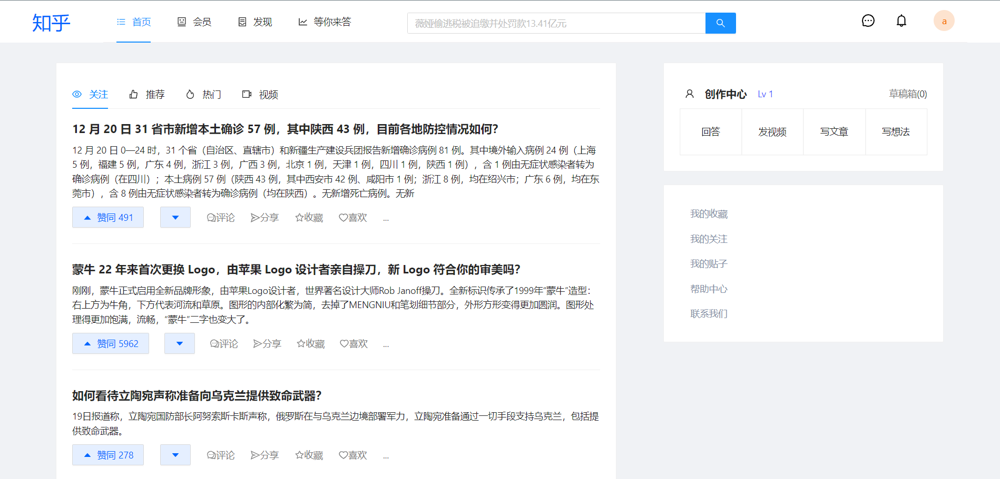 知乎
首页 会员 发现 等你来答
薇娅偷逃税被追缴并处罚款13.41亿元
a
关注 推荐 热门 视频
12 月 20 日 31 省市新增本土确诊 57 例，其中陕西 43 例，目前各地防控情况如何？
12 月 20 日 0—24 时，31 个省（自治区、直辖市）和新疆生产建设兵团报告新增确诊病例 81 例。其中境外输入病例 24 例（上海
5 例，福建 5 例，广东 4 例，浙江 3 例，广西 3 例，北京 1 例，天津 1 例，四川 1 例，陕西 1 例），含 1 例由无症状感染者转为
确诊病例（在四川）；本土病例 57 例（陕西 43 例，其中西安市 42 例、咸阳市 1 例；浙江 8 例，均在绍兴市；广东 6 例，均在东
莞市），含 8 例由无症状感染者转为确诊病例（均在陕西）。无新增死亡病例。无新
赞同 491 评论 分享 收藏 喜欢 ...
蒙牛 22 年来首次更换 Logo，由苹果 Logo 设计者亲自操刀，新 Logo 符合你的审美吗？
刚刚，蒙牛正式启用全新品牌形象，由苹果Logo设计者，世界著名设计大师Rob Janoff操刀。全新标识传承了1999年“蒙牛”造型：
右上方为牛角，下方代表河流和草原。图形的内部化繁为简，去掉了MENGNIU和笔划细节部分，外形方形变得更加圆润。图形处
理得更加饱满，流畅，“蒙牛”二字也变大了。
赞同 5962 评论 分享 收藏 喜欢 ...
如何看待立陶宛声称准备向乌克兰提供致命武器？
19日报道称，立陶宛国防部长阿努索斯卡斯声称，俄罗斯在与乌克兰边境部署军力，立陶宛准备通过一切手段支持乌克兰，包括提
供致命武器。
赞同 278 评论 分享 收藏 喜欢 ...
创作中心 Lv 1 草稿箱(0)
回答 发视频 写文章 写想法
我的收藏
我的关注
我的贴子
帮助中心
联系我们